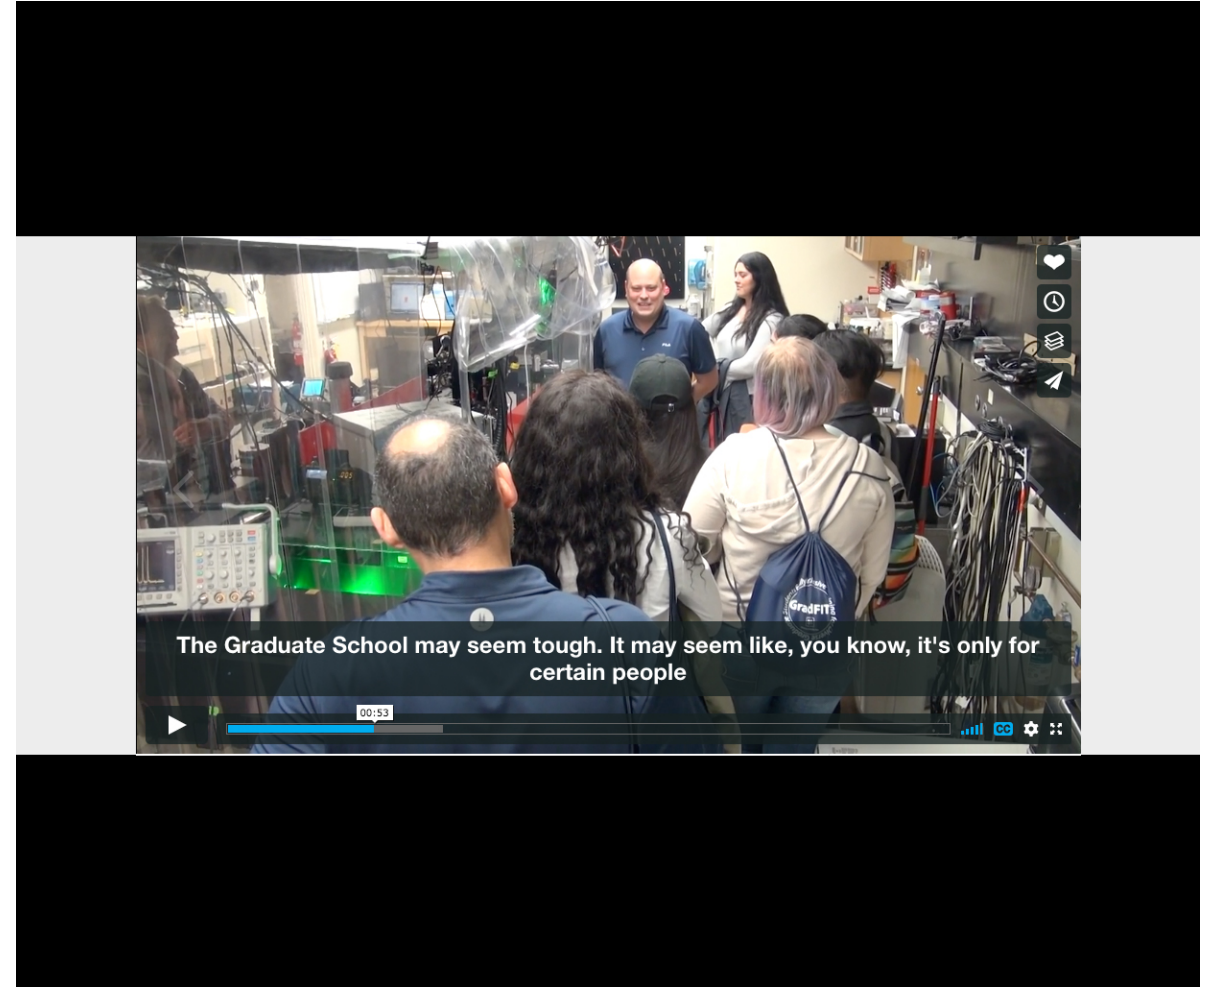 GradFIT
The Graduate School may seem tough. It may seem like, you know, it's only for
certain people
00:53
CC